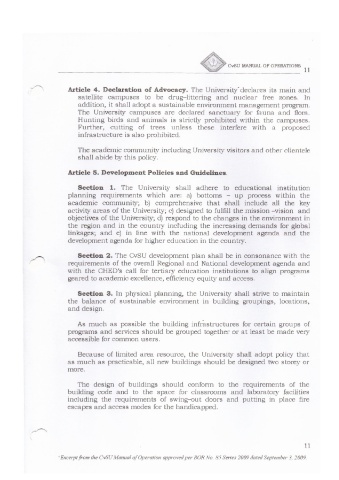 CvSU MANUAL OF OPERATIONS 11
Article 4. Declaration of Advocacy. The University declares its main and
satellite campuses to be drug-littering and nuclear free zones. In
addition, it shall adopt a sustainable environment management program.
The University campuses are declared sanctuary for fauna and flora.
Hunting birds and animals is strictly prohibited within the campuses.
Further, cutting of trees unless these interfere with a proposed
infrastructure is also prohibited.
The academic community including University visitors and other clientele
shall abide by this policy.
Article 5. Development Policies and Guidelines.
Section 1. The University shall adhere to educational institution
planning requirements which are: a) bottoms – up process within the
academic community; b) comprehensive that shall include all the key
activity areas of the University; c) designed to fulfill the mission –vision and
objectives of the University, d) respond to the changes in the environment in
the region and in the country including the increasing demands for global
linkages; and e) in line with the national development agenda and the
development agenda for higher education in the country.
Section 2. The CvSU development plan shall be in consonance with the
requirements of the overall Regional and National development agenda and
with the CHED's call for tertiary education institutions to align programs
geared to academic excellence, efficiency equity and access.
Section 3. In physical planning, the University shall strive to maintain
the balance of sustainable environment in building groupings, locations,
and design.
As much as possible the building infrastructures for certain groups of
programs and services should be grouped together or at least be made very
accessible for common users.
Because of limited area resource, the University shall adopt policy that
as much as practicable, all new buildings should be designed two storey or
more.
The design of buildings should conform to the requirements of the
building code and to the space for classrooms and laboratory facilities
including the requirements of swing-out doors and putting in place fire
escapes and access modes for the handicapped.
11
*Excerpt from the CvSU Manual of Operation approved per BOR No. 85 Series 2009 dated September 3, 2009